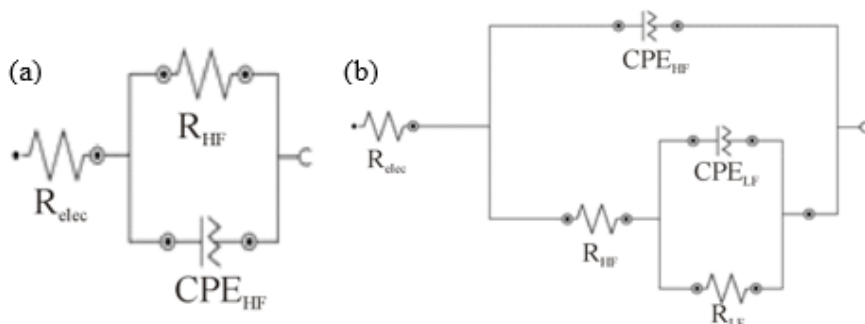 (a)
R_HF
R_elec
CPE_HF
(b)
CPE_HF
R_elec
CPE_LF
R_HF
R_LF